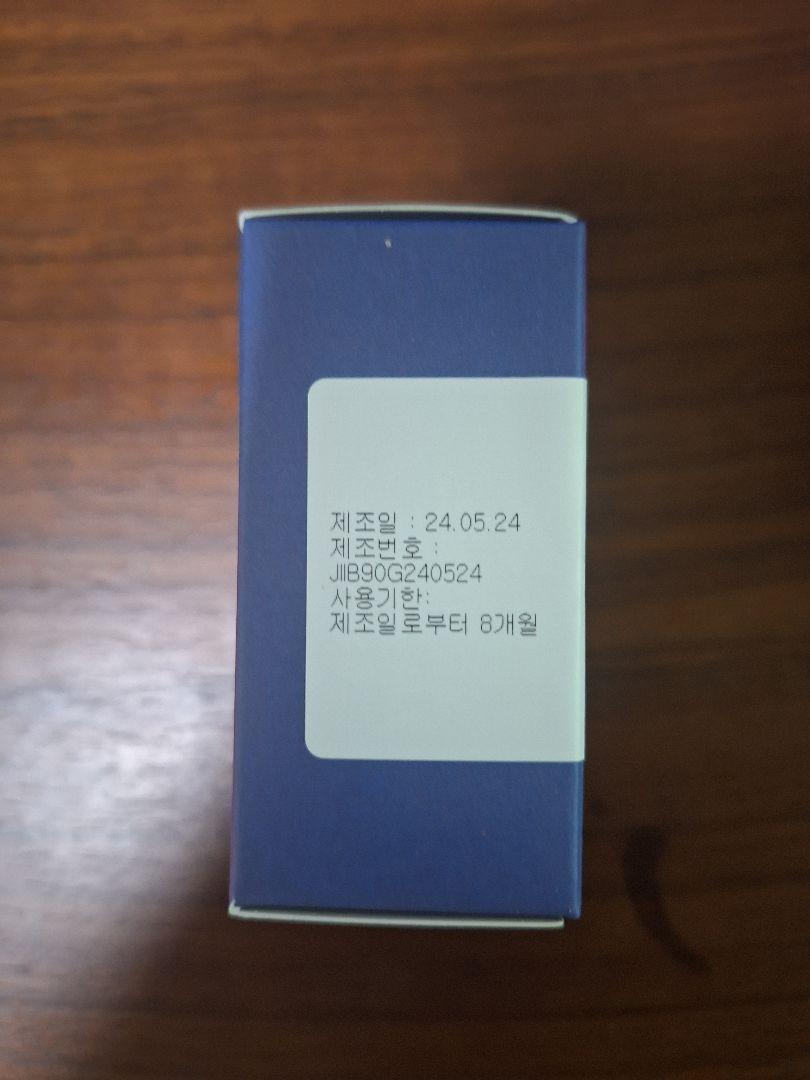 제조일 : 24.05.24
제조번호 :
JIIB90G240524
사용기한:
제조일로부터 8개월